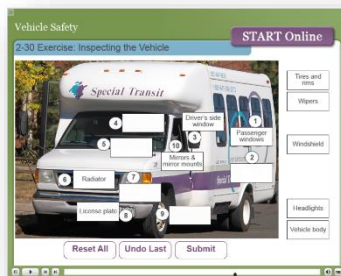 Vehicle Safety
START Online
2-30 Exercise: Inspecting the Vehicle
Special Transit
Tires and
rims
Wipers
Windshield
Headlights
Vehicle body
4
Driver's side
window
1
Passenger
windows
3
5
10
Mirrors &
mirror mounts
2
6
Radiator
7
License plate
8
9
Reset All
Undo Last
Submit